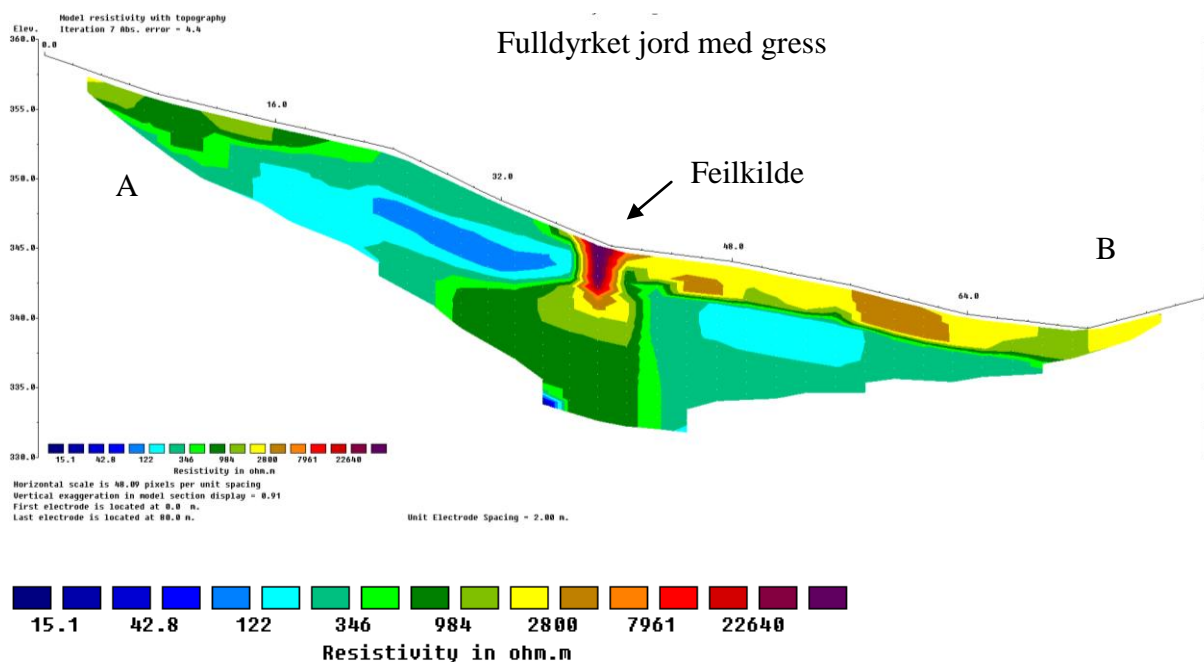 Model resistivity with topography
Iteration 7 Abs. error = 4.4
Elev.
Fulldyrket jord med gress
360.0
0.0
355.0
16.0
350.0
A
32.0
Feilkilde
345.0
48.0
B
340.0
64.0
335.0
330.0
15.1 42.8 122 346 984 2800 7961 22640
Resistivity in ohm.m
Horizontal scale is 48.09 pixels per unit spacing
Vertical exaggeration in model section display = 0.91
First electrode is located at 0.0 m.
Last electrode is located at 80.0 m.
Unit Electrode Spacing = 2.00 m.
15.1 42.8 122 346 984 2800 7961 22640
Resistivity in ohm.m